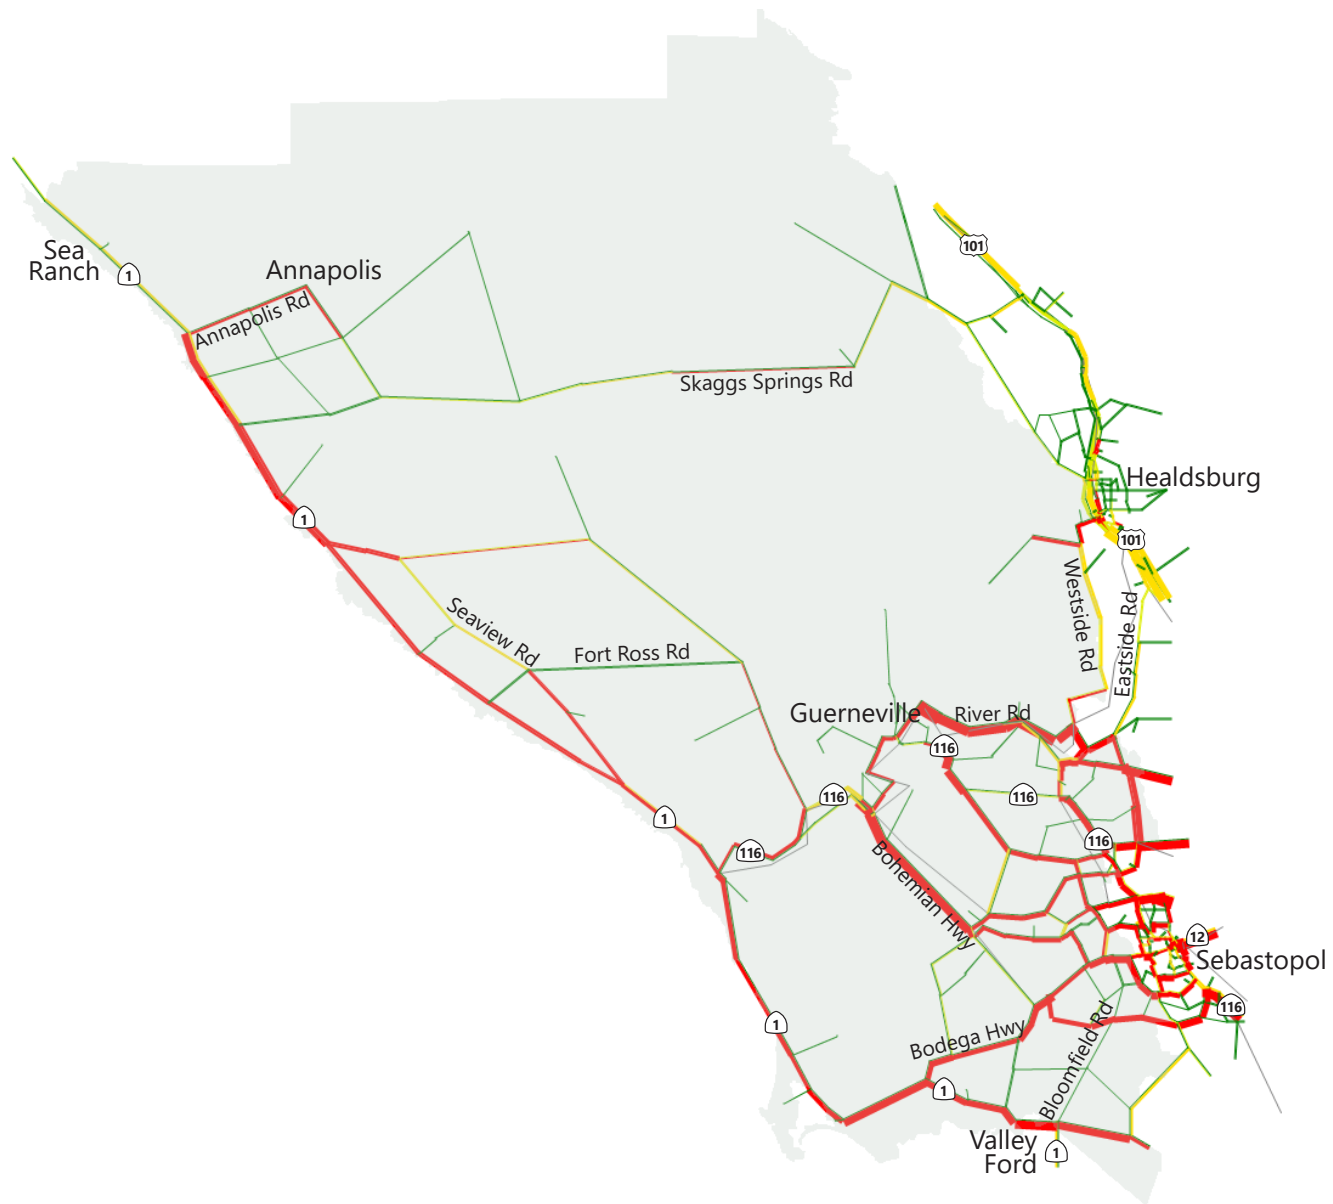 101
Sea
Ranch
1
Annapolis
Annapolis Rd
Skaggs Springs Rd
Healdsburg
1
101
Westside Rd
Eastside Rd
Seaview Rd
Fort Ross Rd
Guerneville
River Rd
116
116
116
1
116
116
Bohemian Hwy
12
Sebastopol
116
1
Bodega Hwy
Bloomfield Rd
1
Valley
Ford
1